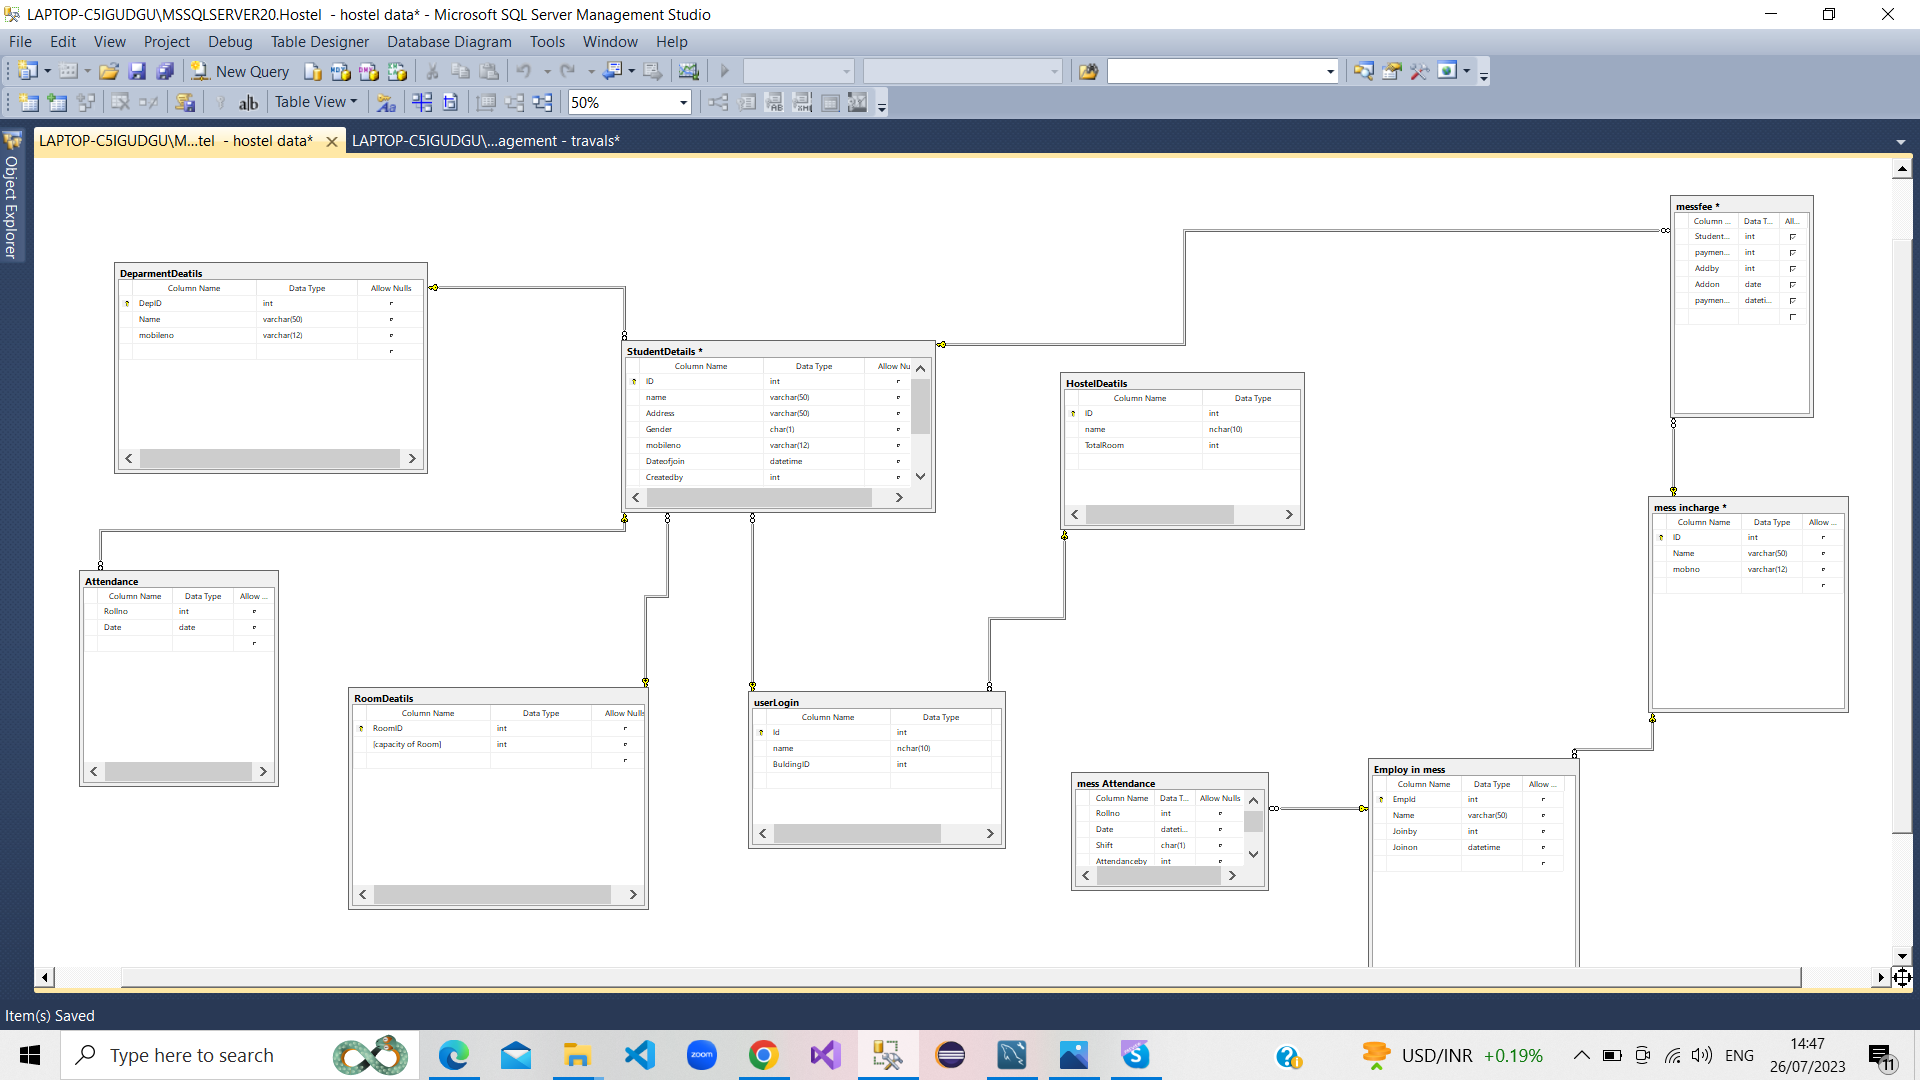 LAPTOP-C5IGUDGU\MSSQLSERVER20.Hostel - hostel data* - Microsoft SQL Server Management Studio
File Edit View Project Debug Table Designer Database Diagram Tools Window Help
New Query
Table View 50%
LAPTOP-C5IGUDGU\M...tel - hostel data* LAPTOP-C5IGUDGU\...agement - travals*
Object Explorer
DeparmentDeatils
Column Name Data Type Allow Nulls
DepID int
Name varchar(50)
mobileno varchar(12)
StudentDetails *
Column Name Data Type Allow Nu
ID int
name varchar(50)
Address varchar(50)
Gender char(1)
mobileno varchar(12)
Dateofjoin datetime
Createdby int
HostelDeatils
Column Name Data Type
ID int
name nchar(10)
TotalRoom int
messfee *
Column ... Data T... All...
Student... int
paymen... int
Addby int
Addon date
paymen... dateti...
mess incharge *
Column Name Data Type Allow ...
ID int
Name varchar(50)
mobno varchar(12)
Attendance
Column Name Data Type Allow ...
Rollno int
Date date
RoomDeatils
Column Name Data Type Allow Nulls
RoomID int
[capacity of Room] int
userLogin
Column Name Data Type
Id int
name nchar(10)
BuldingID int
mess Attendance
Column Name Data T... Allow Nulls
Rollno int
Date dateti...
Shift char(1)
Attendanceby int
Employ in mess
Column Name Data Type Allow ...
EmpId int
Name varchar(50)
Joinby int
Joinon datetime
Item(s) Saved
Type here to search
zoom
USD/INR +0.19%
ENG
14:47
26/07/2023
11